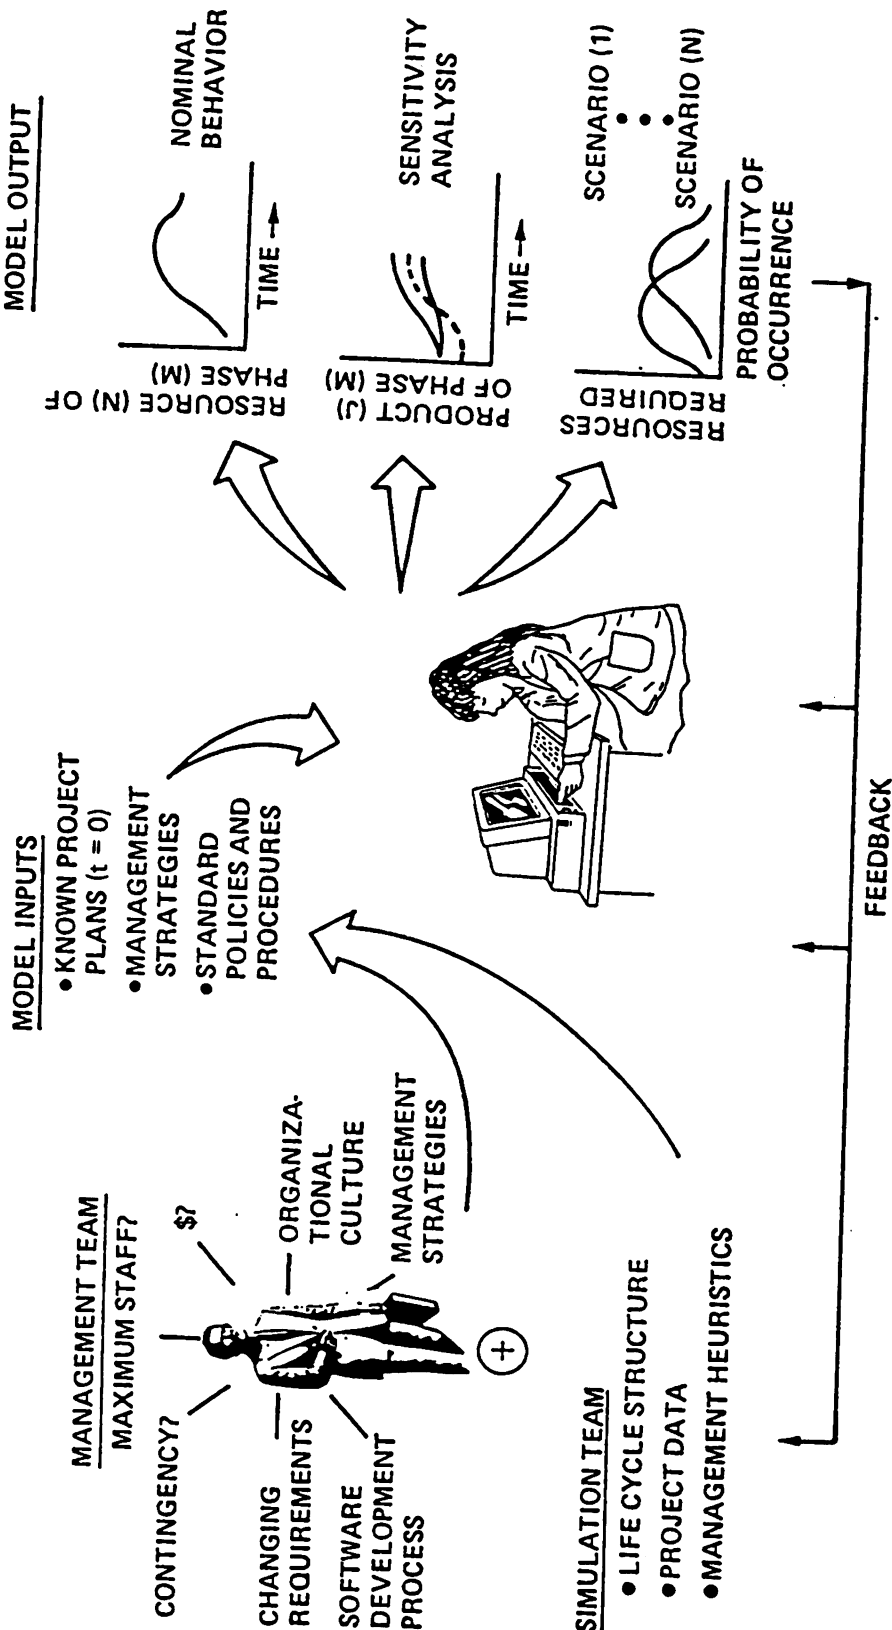 MANAGEMENT TEAM
MAXIMUM STAFF?
CONTINGENCY?
$?
CHANGING
REQUIREMENTS
ORGANIZA-
TIONAL
CULTURE
SOFTWARE
DEVELOPMENT
PROCESS
MANAGEMENT
STRATEGIES
+
SIMULATION TEAM
• LIFE CYCLE STRUCTURE
• PROJECT DATA
• MANAGEMENT HEURISTICS
MODEL INPUTS
• KNOWN PROJECT
PLANS (t = 0)
• MANAGEMENT
STRATEGIES
• STANDARD
POLICIES AND
PROCEDURES
MODEL OUTPUT
RESOURCE (N) OF
PHASE (M)
NOMINAL
BEHAVIOR
TIME →
PRODUCT (J)
OF PHASE (M)
SENSITIVITY
ANALYSIS
TIME →
RESOURCES
REQUIRED
SCENARIO (1)
•
•
•
SCENARIO (N)
PROBABILITY OF
OCCURRENCE
FEEDBACK